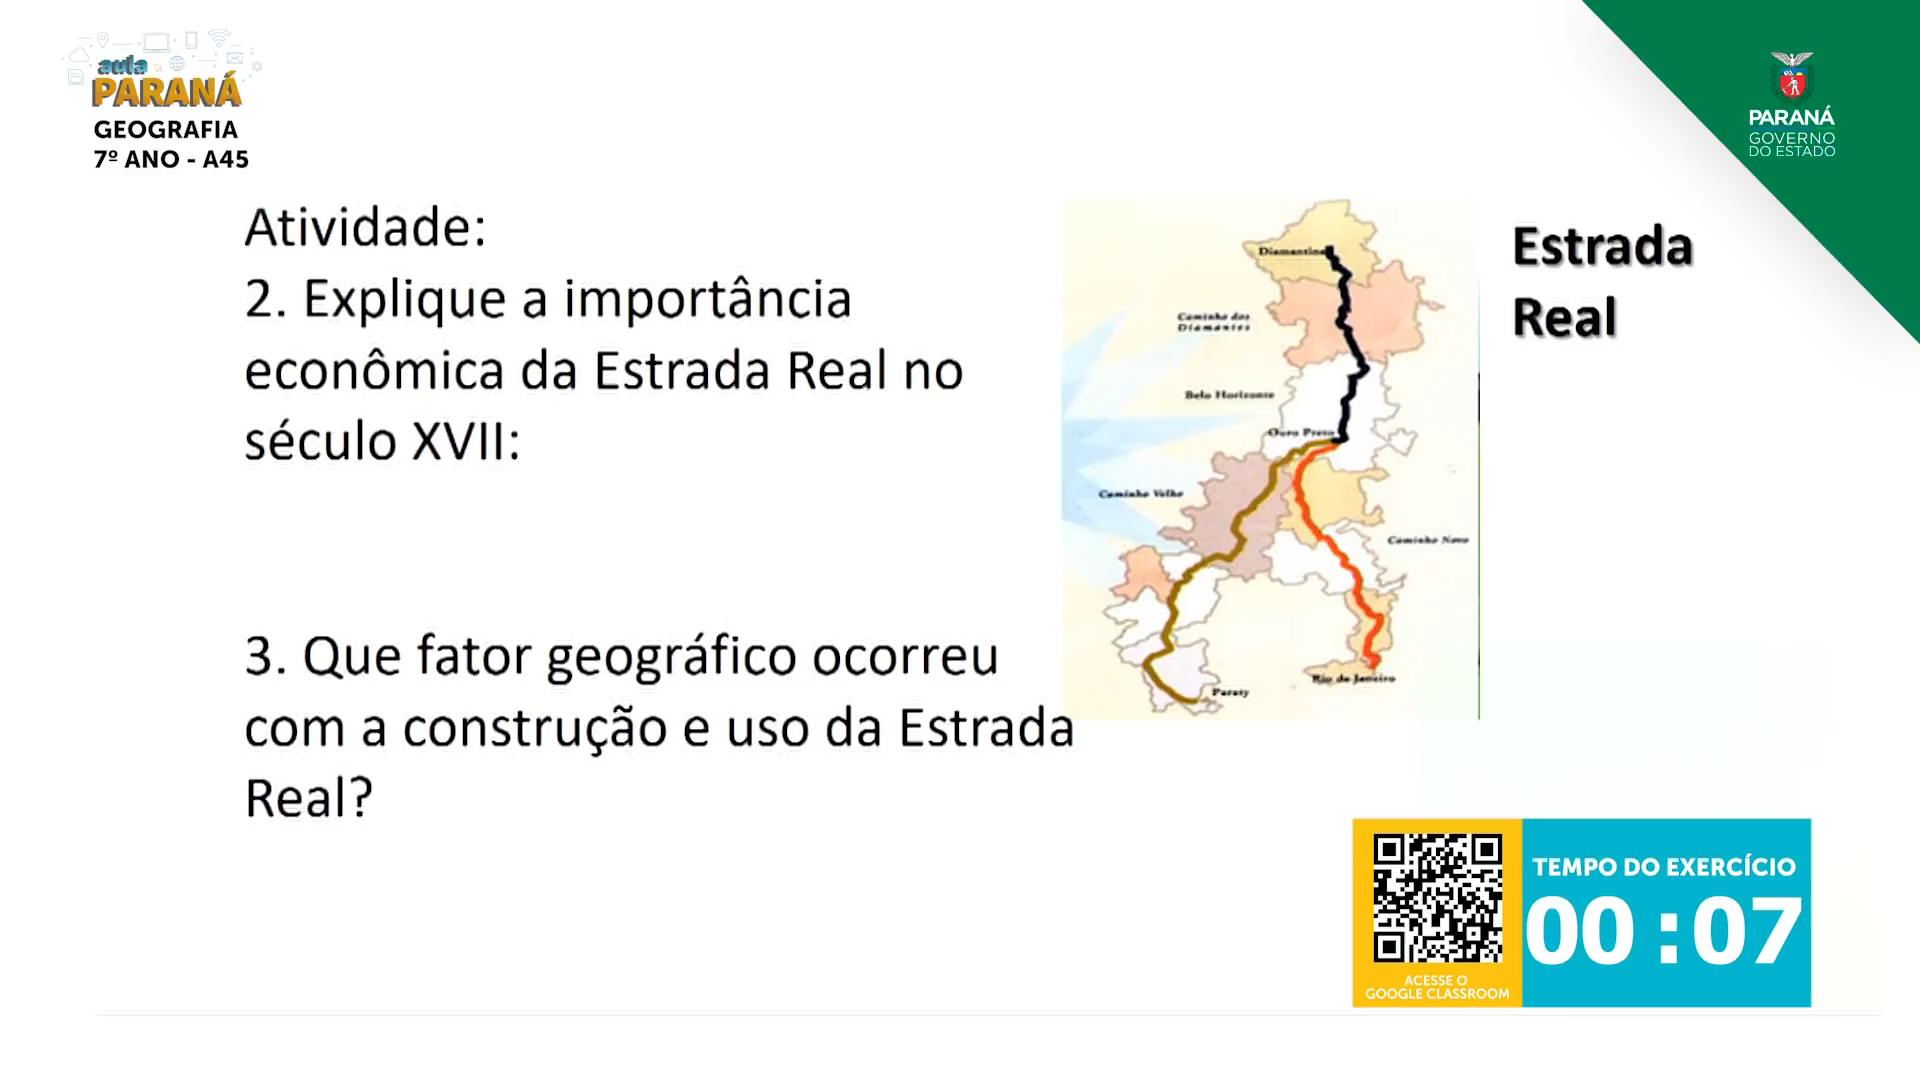 aula
PARANÁ
GEOGRAFIA
7º ANO - A45
PARANÁ
GOVERNO
DO ESTADO
Atividade:
2. Explique a importância
econômica da Estrada Real no
século XVII:
3. Que fator geográfico ocorreu
com a construção e uso da Estrada
Real?
Estrada
Real
Diamantina
Caminho dos
Diamantes
Belo Horizonte
Ouro Preto
Caminho Velho
Caminho Novo
Rio de Janeiro
Paraty
ACESSE O
GOOGLE CLASSROOM
TEMPO DO EXERCÍCIO
00 :07